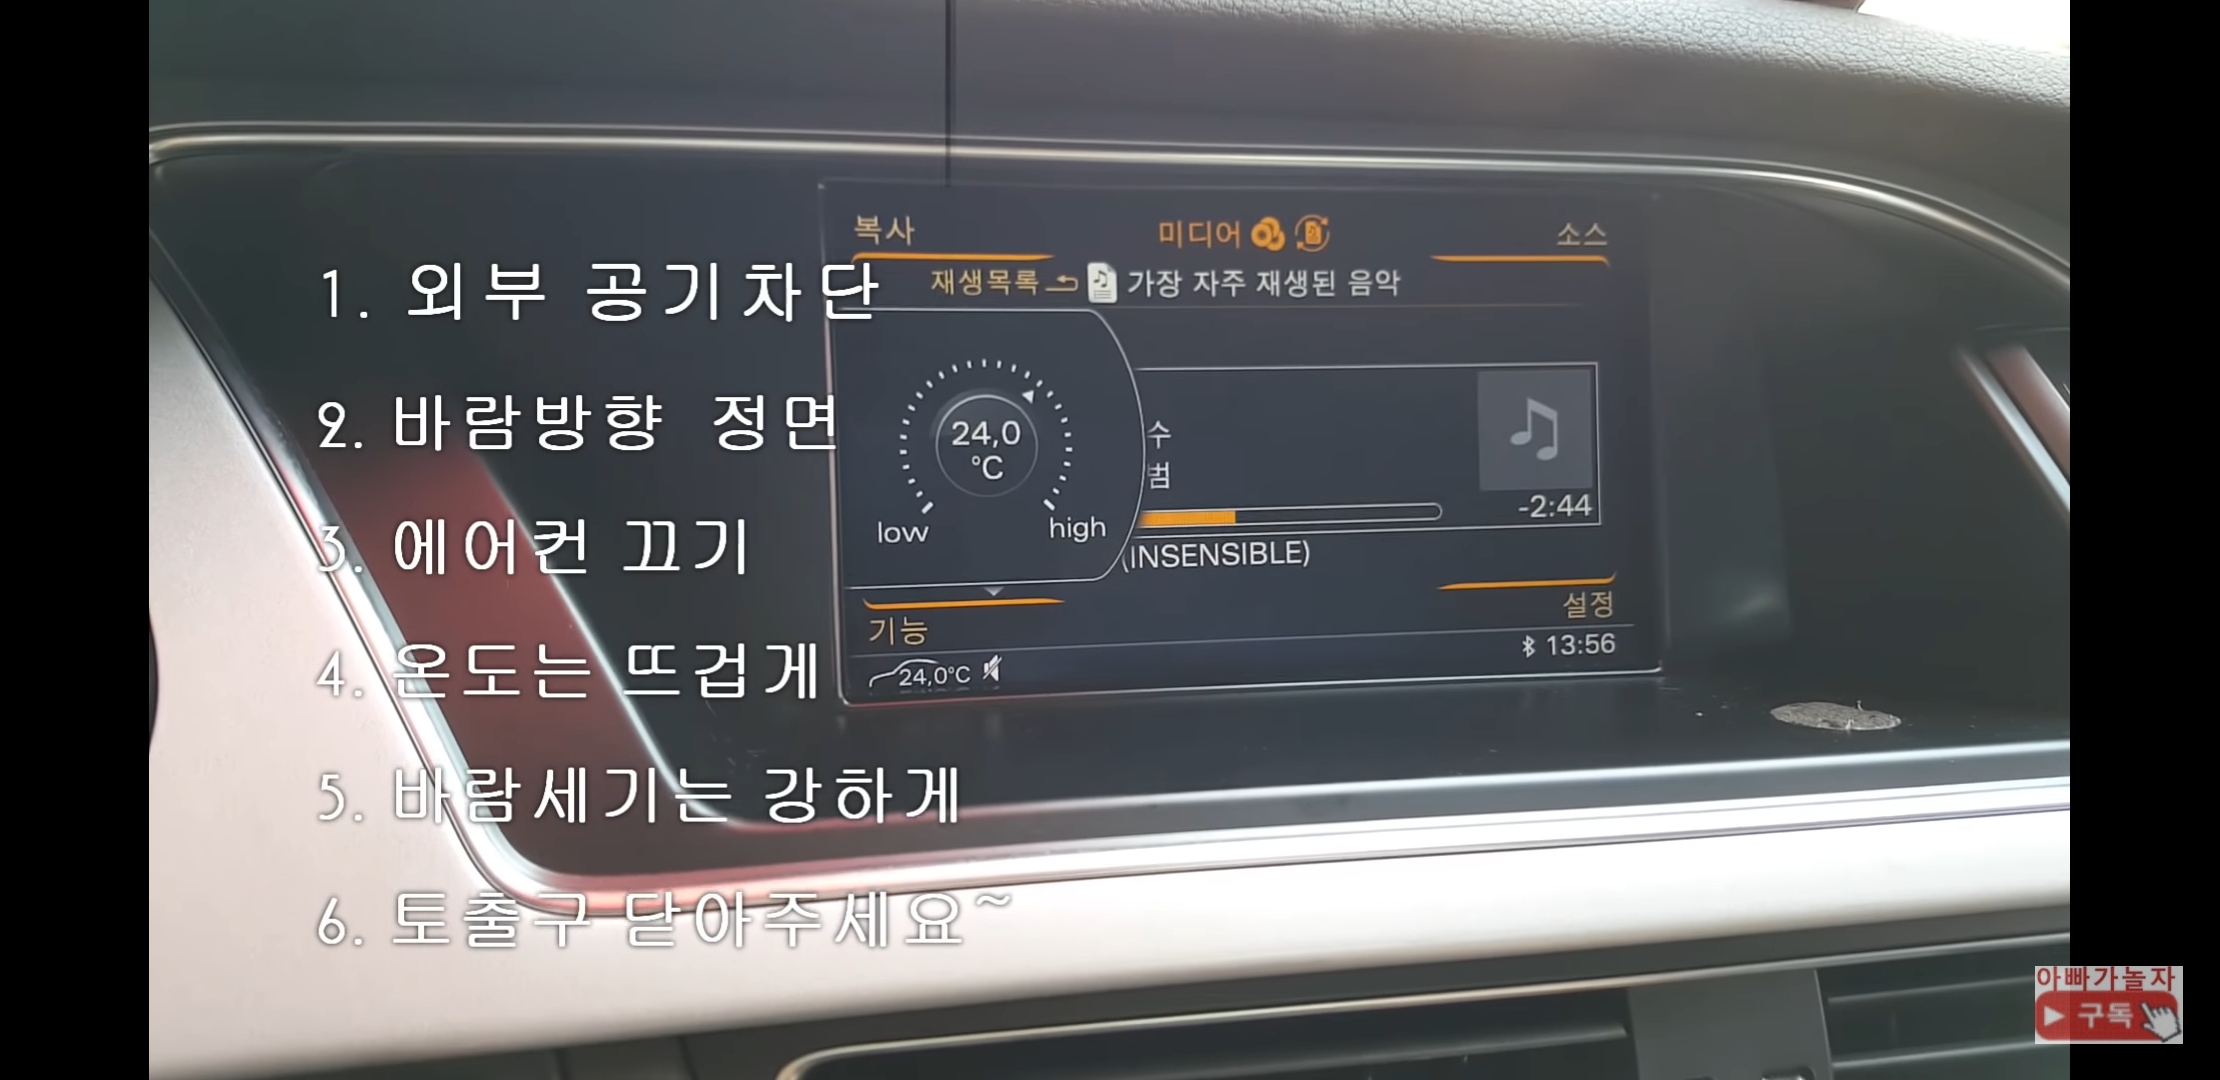 복사
미디어
소스
재생목록
가장 자주 재생된 음악
1. 외부 공기차단
2. 바람방향 정면
3. 에어컨 끄기
4. 온도는 뜨겁게
5. 바람세기는 강하게
6. 토출구 닫아주세요~
24,0
°C
low
high
수
범
-2:44
(INSENSIBLE)
기능
설정
24,0°C
13:56
아빠가놀자
구독